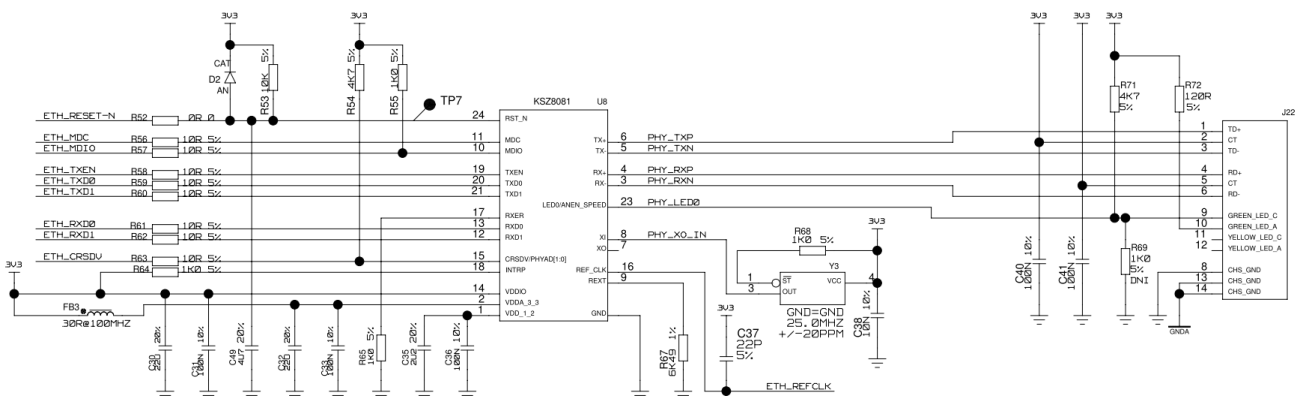 3V3
3V3
3V3
3V3
3V3
CAT
D2
AN
R53 10K 5%
R54 4K7 5%
R55 1K0 5%
TP7
KSZ8081
U8
R71
4K7
5%
R72
120R
5%
J22
ETH_RESET-N
R52
0R 0
24
RST_N
ETH_MDC
R56
10R 5%
11
MDC
ETH_MDIO
R57
10R 5%
10
MDIO
ETH_TXEN
R58
10R 5%
19
TXEN
ETH_TXD0
R59
10R 5%
20
TXD0
ETH_TXD1
R60
10R 5%
21
TXD1
17
RXER
ETH_RXD0
R61
10R 5%
13
RXD0
ETH_RXD1
R62
10R 5%
12
RXD1
ETH_CRSDV
R63
10R 5%
15
CRSDV/PHYAD[1:0]
R64
1K0 5%
18
INTRP
3V3
14
VDDIO
2
VDDA_3_3
1
VDD_1_2
FB3
30R@100MHZ
TX+
6
PHY_TXP
TX-
5
PHY_TXN
RX+
4
PHY_RXP
RX-
3
PHY_RXN
LED0/ANEN_SPEED
23
PHY_LED0
XI
8
PHY_XO_IN
XO
7
REF_CLK
16
REXT
9
GND
C30
22U 20%
C31
100N 10%
C49
4U7 20%
C32
22U 20%
C33
100N 10%
R65
1K0 5%
C35
2U2 20%
C36
100N 10%
R67
6K49 1%
3V3
C37
22P
5%
ETH_REFCLK
R68
1K0 5%
3V3
Y3
1
ST
VCC
4
3
OUT
GND=GND
25.0MHZ
+/-20PPM
C38
10N 10%
C40
100N 10%
C41
100N 10%
R69
1K0
5%
DNI
1
TD+
2
CT
3
TD-
4
RD+
5
CT
6
RD-
9
GREEN_LED_C
10
GREEN_LED_A
11
YELLOW_LED_C
12
YELLOW_LED_A
8
CHS_GND
13
CHS_GND
14
CHS_GND
GNDA